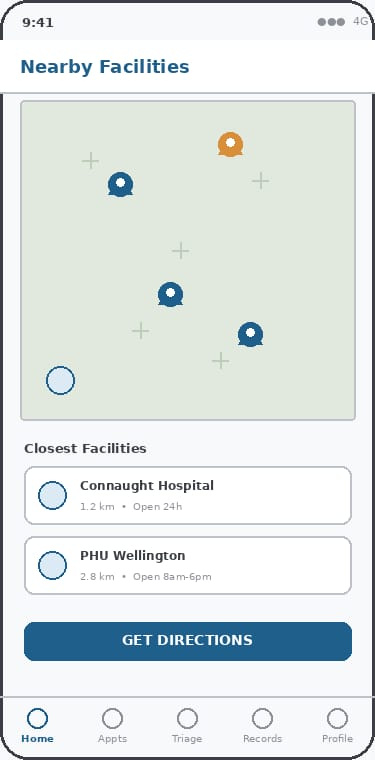 9:41
4G
Nearby Facilities
Closest Facilities
Connaught Hospital
1.2 km • Open 24h
PHU Wellington
2.8 km • Open 8am-6pm
GET DIRECTIONS
Home Appts Triage Records Profile